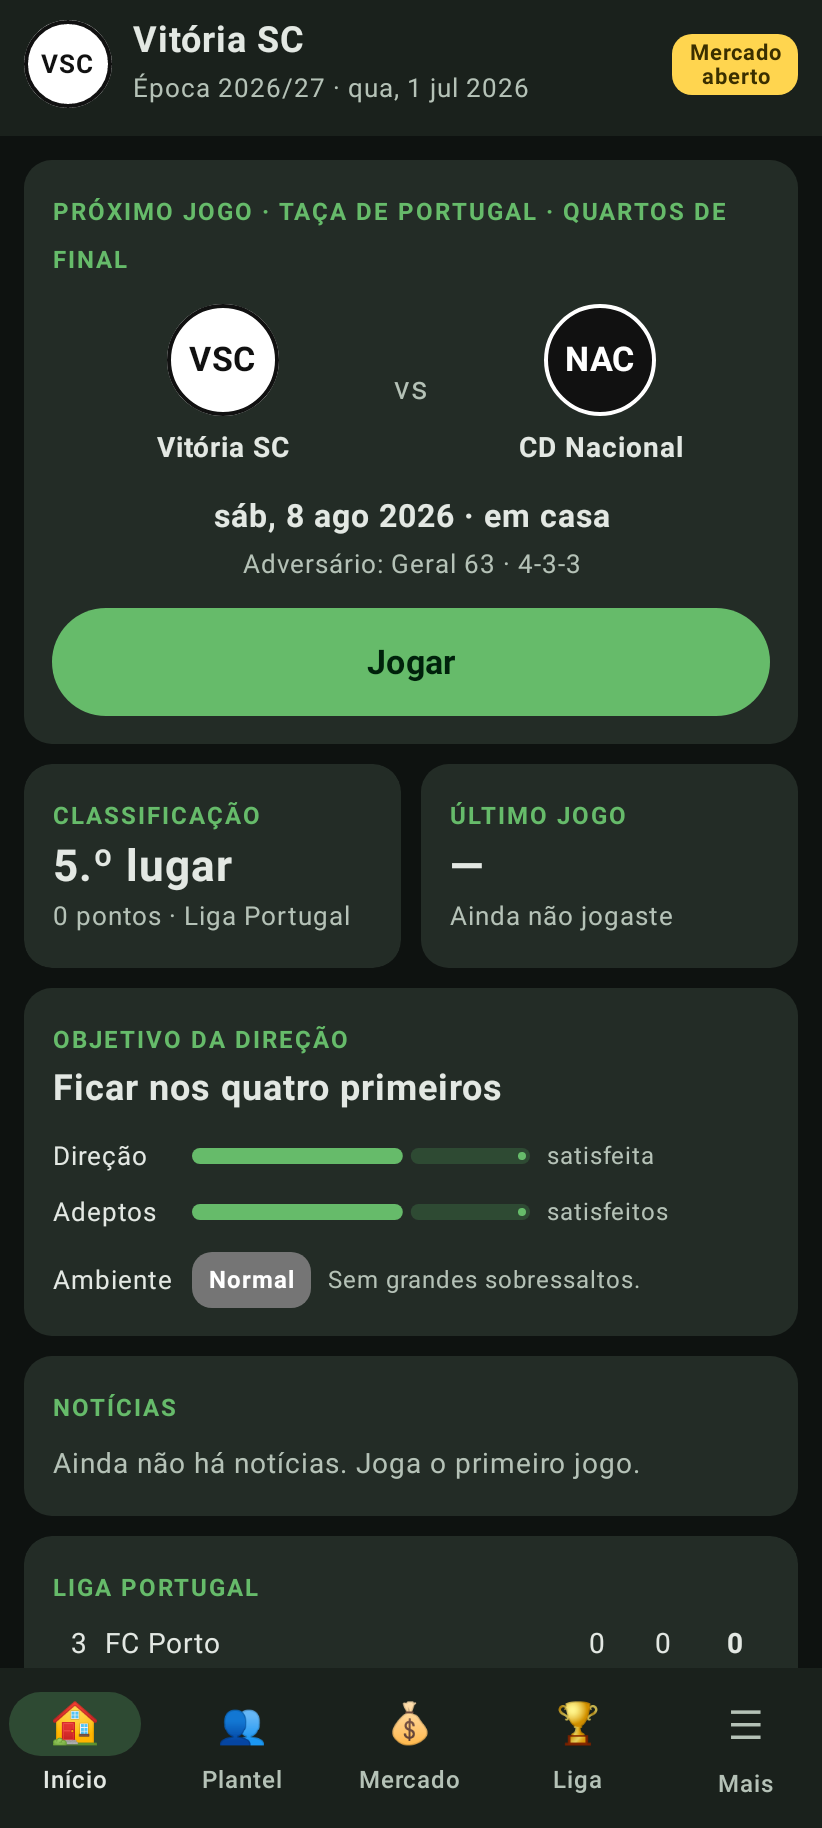 VSC
Vitória SC
Época 2026/27 · qua, 1 jul 2026
Mercado
aberto
PRÓXIMO JOGO · TAÇA DE PORTUGAL · QUARTOS DE
FINAL
VSC
vs
NAC
Vitória SC
CD Nacional
sáb, 8 ago 2026 · em casa
Adversário: Geral 63 · 4-3-3
Jogar
CLASSIFICAÇÃO
5.º lugar
0 pontos · Liga Portugal
ÚLTIMO JOGO
—
Ainda não jogaste
OBJETIVO DA DIREÇÃO
Ficar nos quatro primeiros
Direção satisfeita
Adeptos satisfeitos
Ambiente Normal Sem grandes sobressaltos.
NOTÍCIAS
Ainda não há notícias. Joga o primeiro jogo.
LIGA PORTUGAL
3 FC Porto 0 0 0
Início
Plantel
Mercado
Liga
Mais